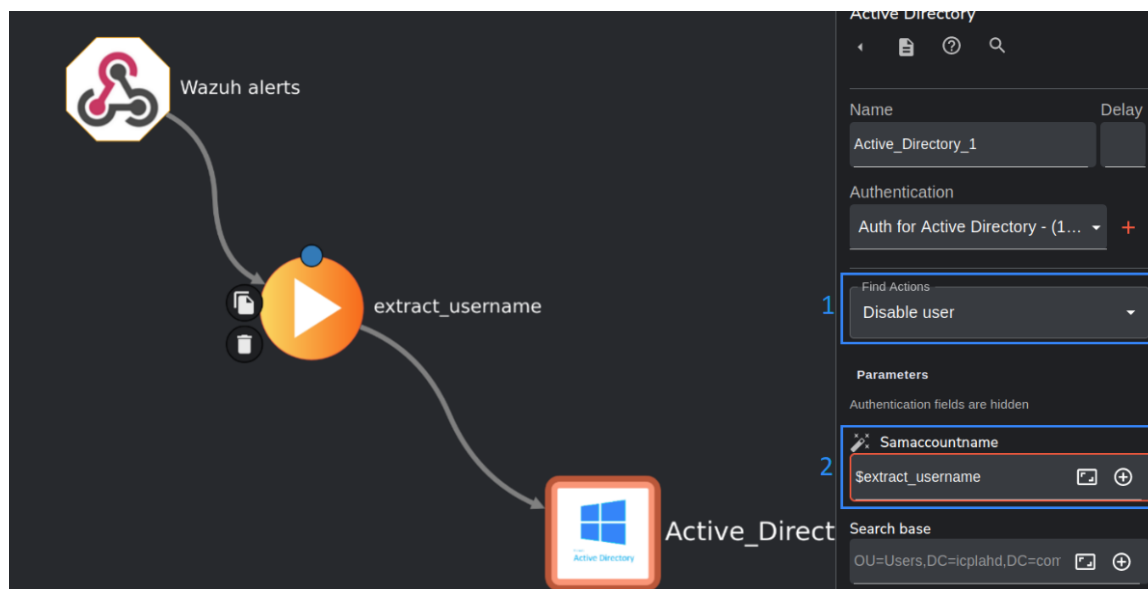 Active Directory
Wazuh alerts
Name
Delay
Active_Directory_1
Authentication
Auth for Active Directory - (1...
+
Find Actions
1
Disable user
extract_username
Parameters
Authentication fields are hidden
Samaccountname
2
$extract_username
Active_Direct
Search base
OU=Users,DC=icplahd,DC=com
Active Directory